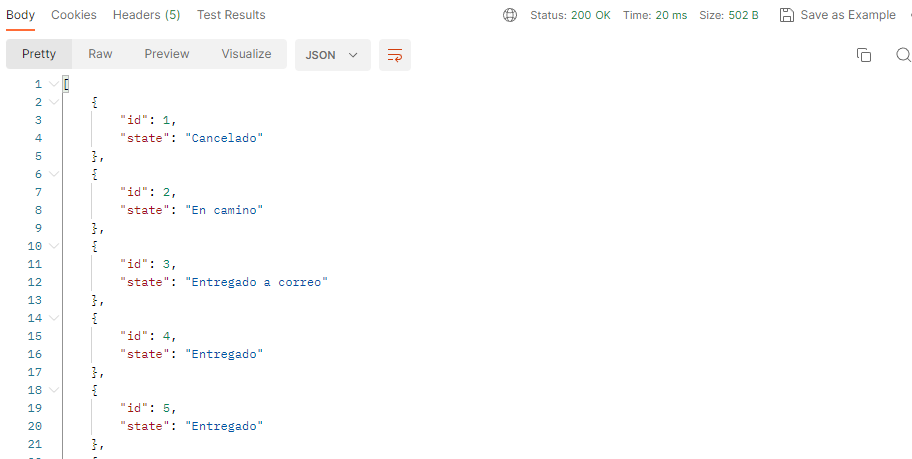 Body Cookies Headers (5) Test Results Status: 200 OK Time: 20 ms Size: 502 B Save as Example
Pretty Raw Preview Visualize JSON
1 [
2 {
3 "id": 1,
4 "state": "Cancelado"
5 },
6 {
7 "id": 2,
8 "state": "En camino"
9 },
10 {
11 "id": 3,
12 "state": "Entregado a correo"
13 },
14 {
15 "id": 4,
16 "state": "Entregado"
17 },
18 {
19 "id": 5,
20 "state": "Entregado"
21 },